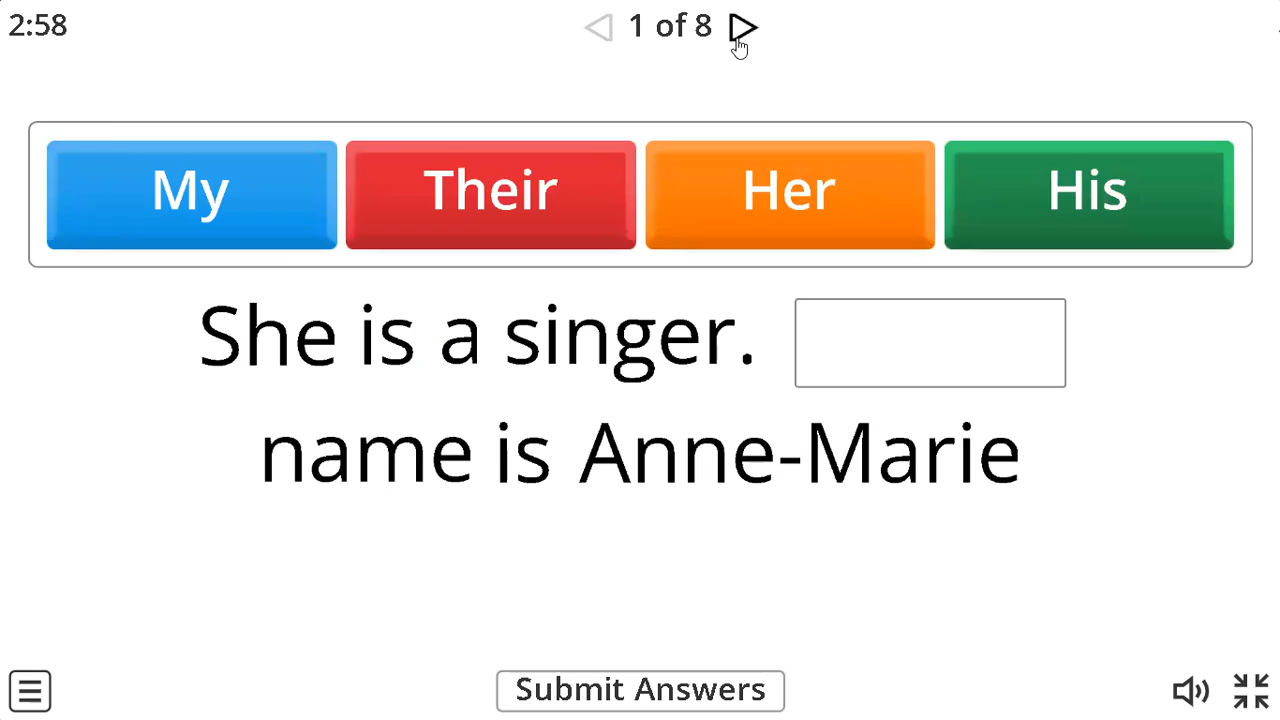 2:58
1 of 8
My Their Her His
She is a singer.
name is Anne-Marie
Submit Answers